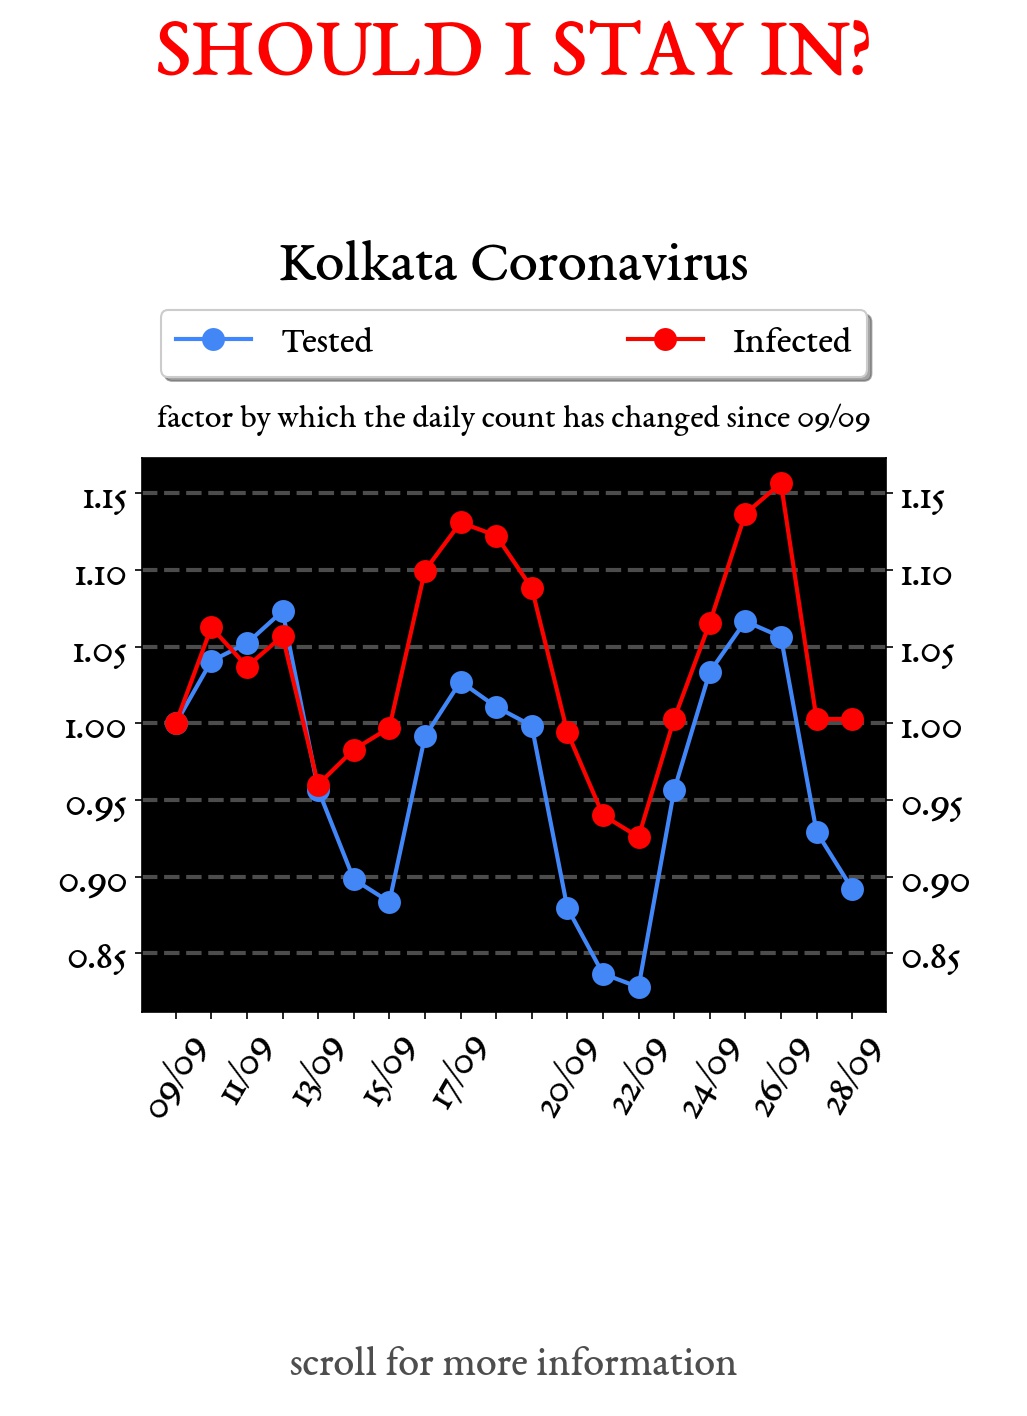 SHOULD I STAY IN?
Kolkata Coronavirus
Tested Infected
factor by which the daily count has changed since 09/09
1.15 1.15
1.10 1.10
1.05 1.05
1.00 1.00
0.95 0.95
0.90 0.90
0.85 0.85
09/09 11/09 13/09 15/09 17/09 20/09 22/09 24/09 26/09 28/09
scroll for more information